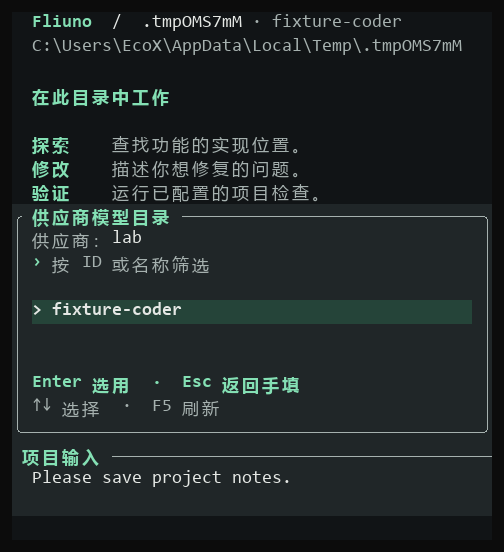 Fliuno / .tmpOMS7mM · fixture-coder
C:\Users\EcoX\AppData\Local\Temp\.tmpOMS7mM
在此目录中工作
探索 查找功能的实现位置。
修改 描述你想修复的问题。
验证 运行已配置的项目检查。
供应商模型目录
供应商: lab
› 按 ID 或名称筛选
> fixture-coder
Enter 选用 · Esc 返回手填
↑↓ 选择 · F5 刷新
项目输入
Please save project notes.